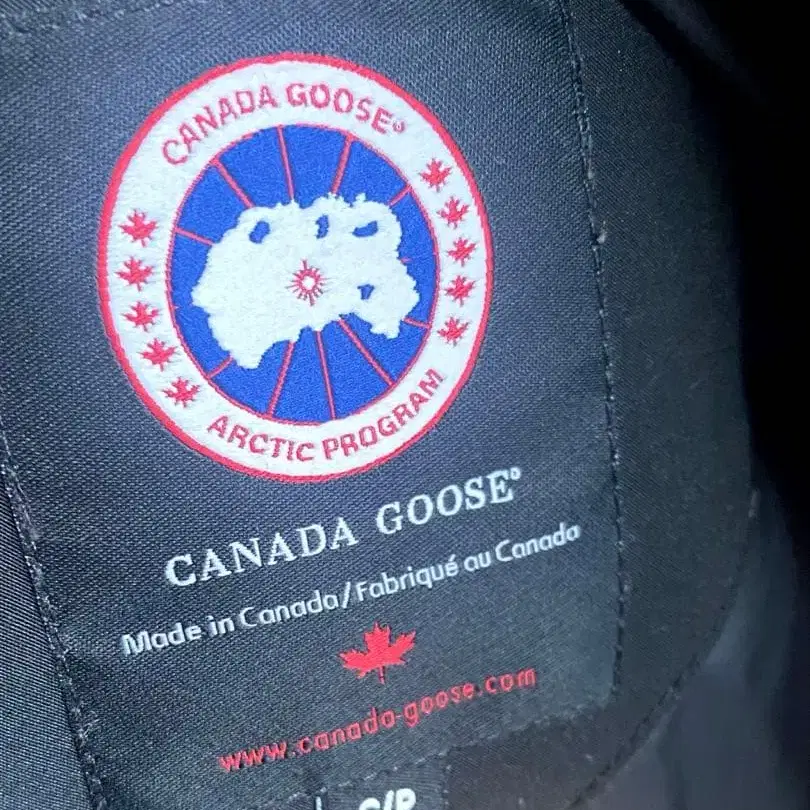 CANADA GOOSE®
ARCTIC PROGRAM
CANADA GOOSE®
Made in Canada/Fabriqué au Canada
www.canada-goose.com